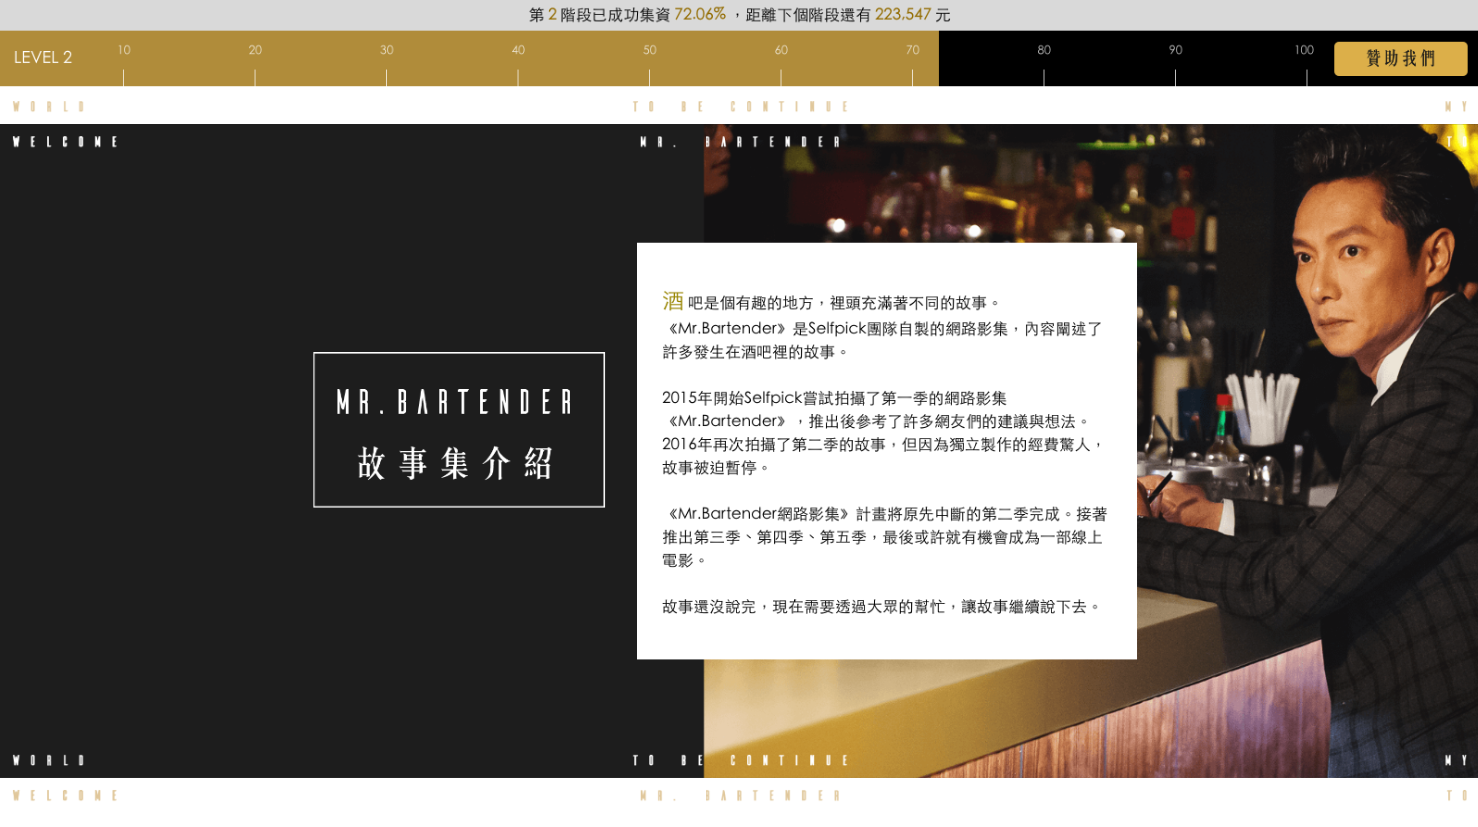 第 2 階段已成功集資 72.06% ，距離下個階段還有 223,547 元
LEVEL 2 10 20 30 40 50 60 70 80 90 100 贊助我們
WORLD TO BE CONTINUE MY
WELCOME MR. BARTENDER TO
MR.BARTENDER
故事集介紹
酒吧是個有趣的地方，裡頭充滿著不同的故事。
《Mr.Bartender》是Selfpick團隊自製的網路影集，內容闡述了
許多發生在酒吧裡的故事。
2015年開始Selfpick嘗試拍攝了第一季的網路影集
《Mr.Bartender》，推出後參考了許多網友們的建議與想法。
2016年再次拍攝了第二季的故事，但因為獨立製作的經費驚人，
故事被迫暫停。
《Mr.Bartender網路影集》計畫將原先中斷的第二季完成。接著
推出第三季、第四季、第五季，最後或許就有機會成為一部線上
電影。
故事還沒說完，現在需要透過大眾的幫忙，讓故事繼續說下去。
WORLD TO BE CONTINUE MY
WELCOME MR. BARTENDER TO